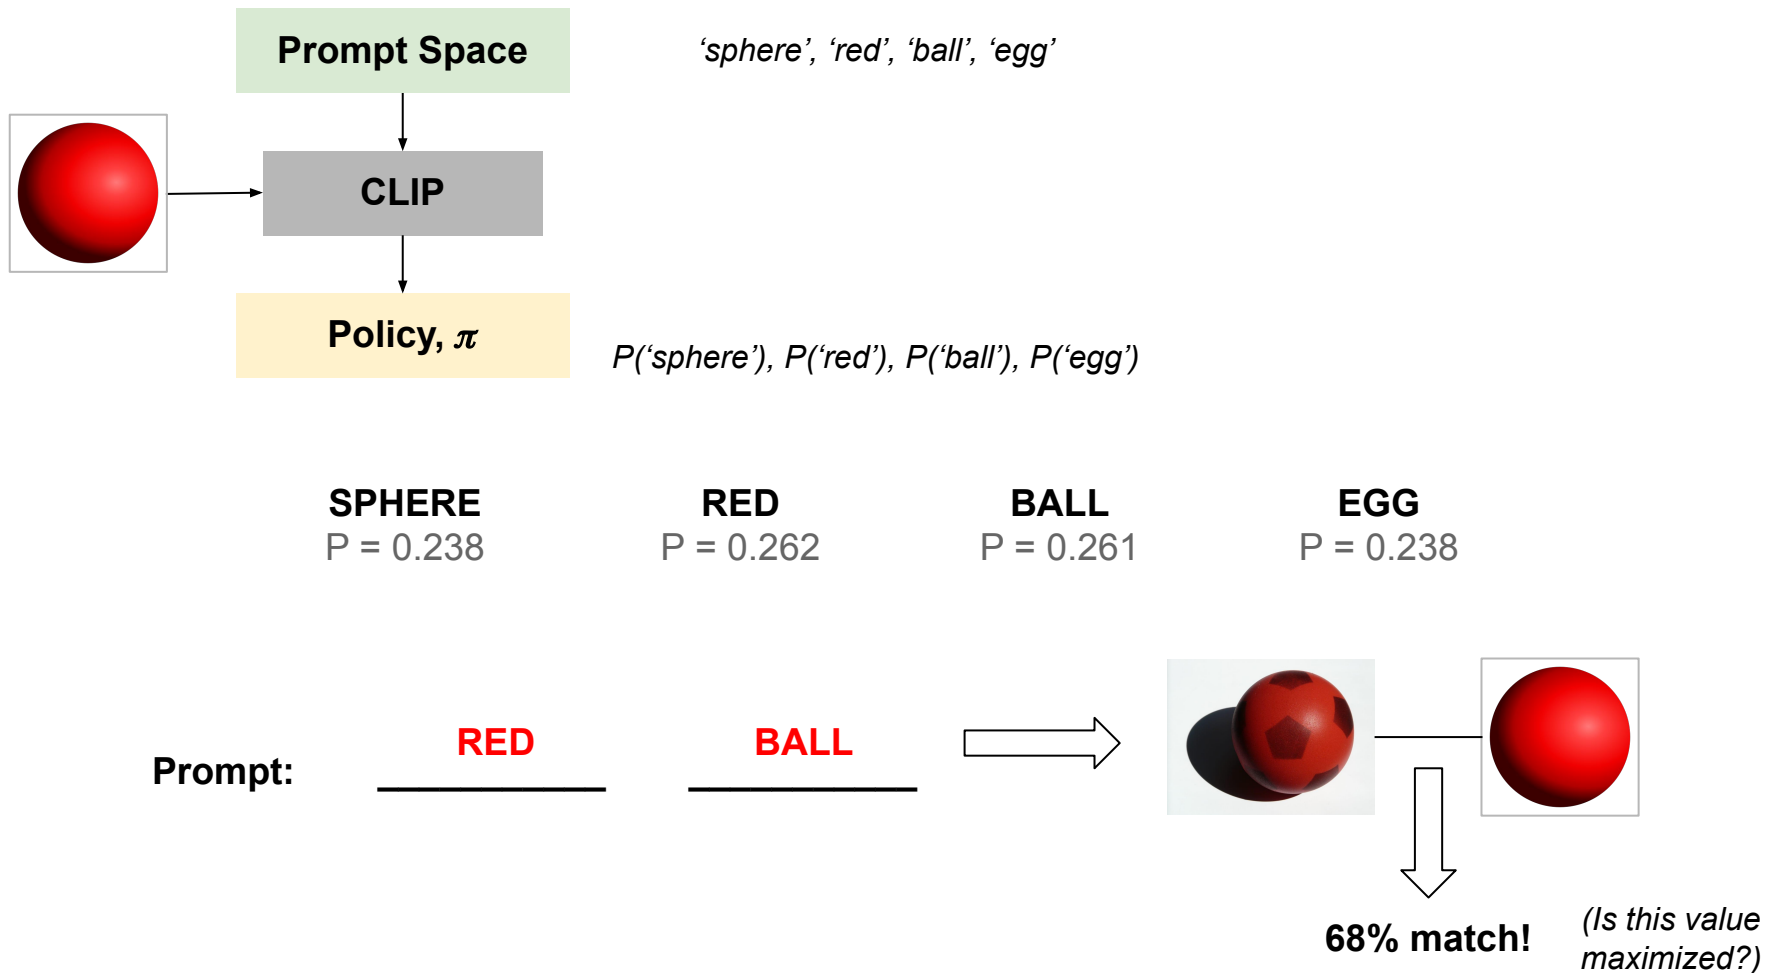 Prompt Space
‘sphere’, ‘red’, ‘ball’, ‘egg’
CLIP
Policy, π
P(‘sphere’), P(‘red’), P(‘ball’), P(‘egg’)
SPHERE RED BALL EGG
P = 0.238 P = 0.262 P = 0.261 P = 0.238
Prompt: RED BALL
68% match!
(Is this value
maximized?)